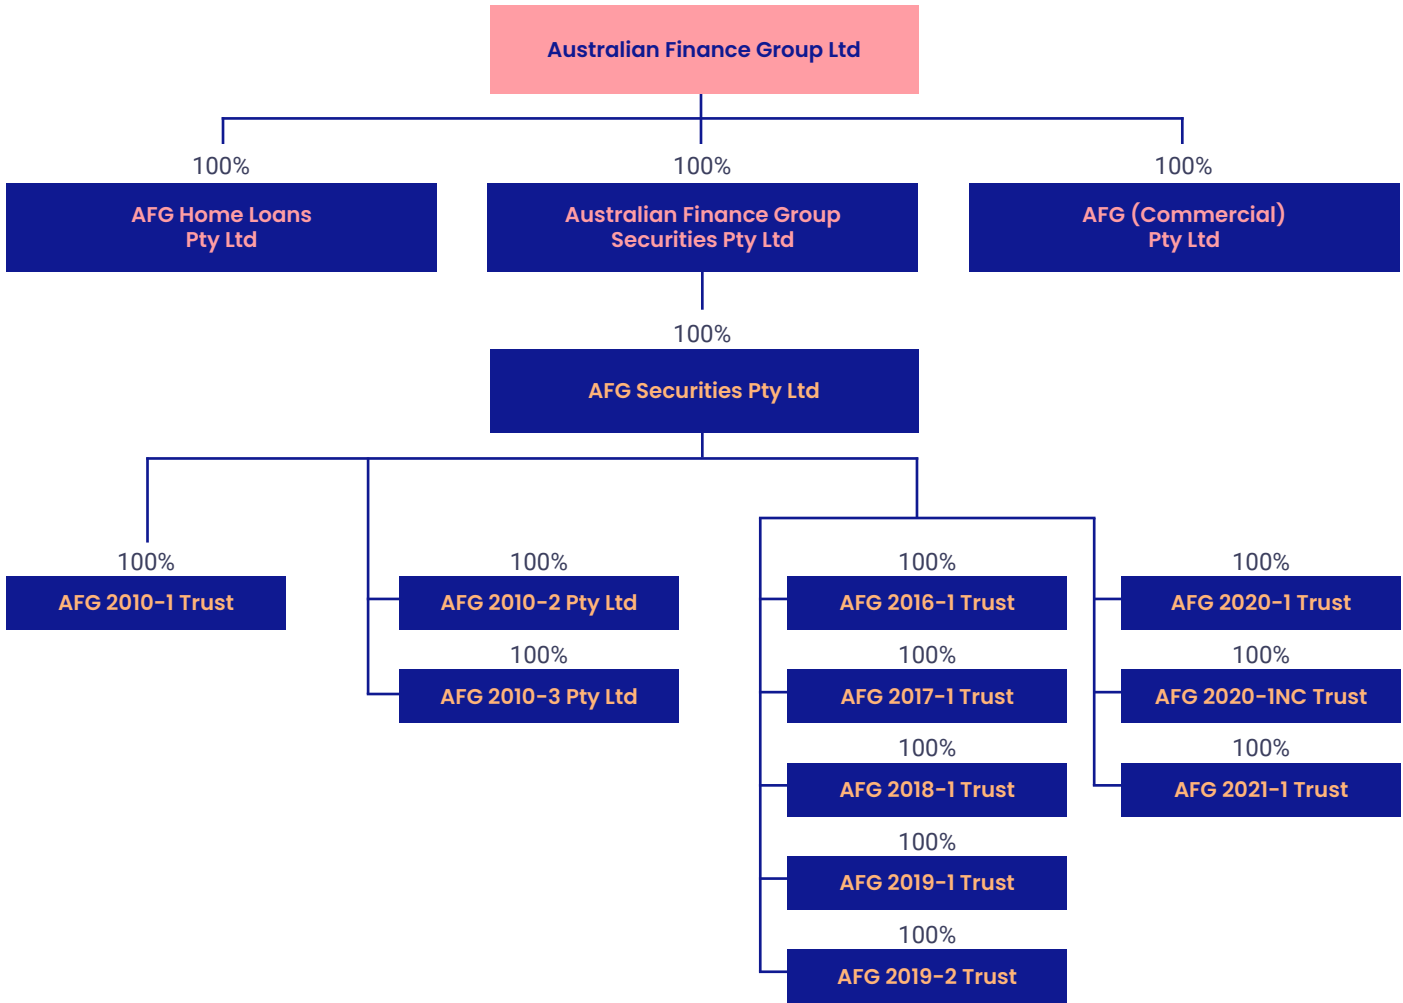 Australian Finance Group Ltd
100%
100%
100%
AFG Home Loans
Pty Ltd
Australian Finance Group
Securities Pty Ltd
AFG (Commercial)
Pty Ltd
100%
AFG Securities Pty Ltd
100%
AFG 2010-1 Trust
100%
AFG 2010-2 Pty Ltd
100%
AFG 2010-3 Pty Ltd
100%
AFG 2016-1 Trust
100%
AFG 2017-1 Trust
100%
AFG 2018-1 Trust
100%
AFG 2019-1 Trust
100%
AFG 2019-2 Trust
100%
AFG 2020-1 Trust
100%
AFG 2020-1NC Trust
100%
AFG 2021-1 Trust